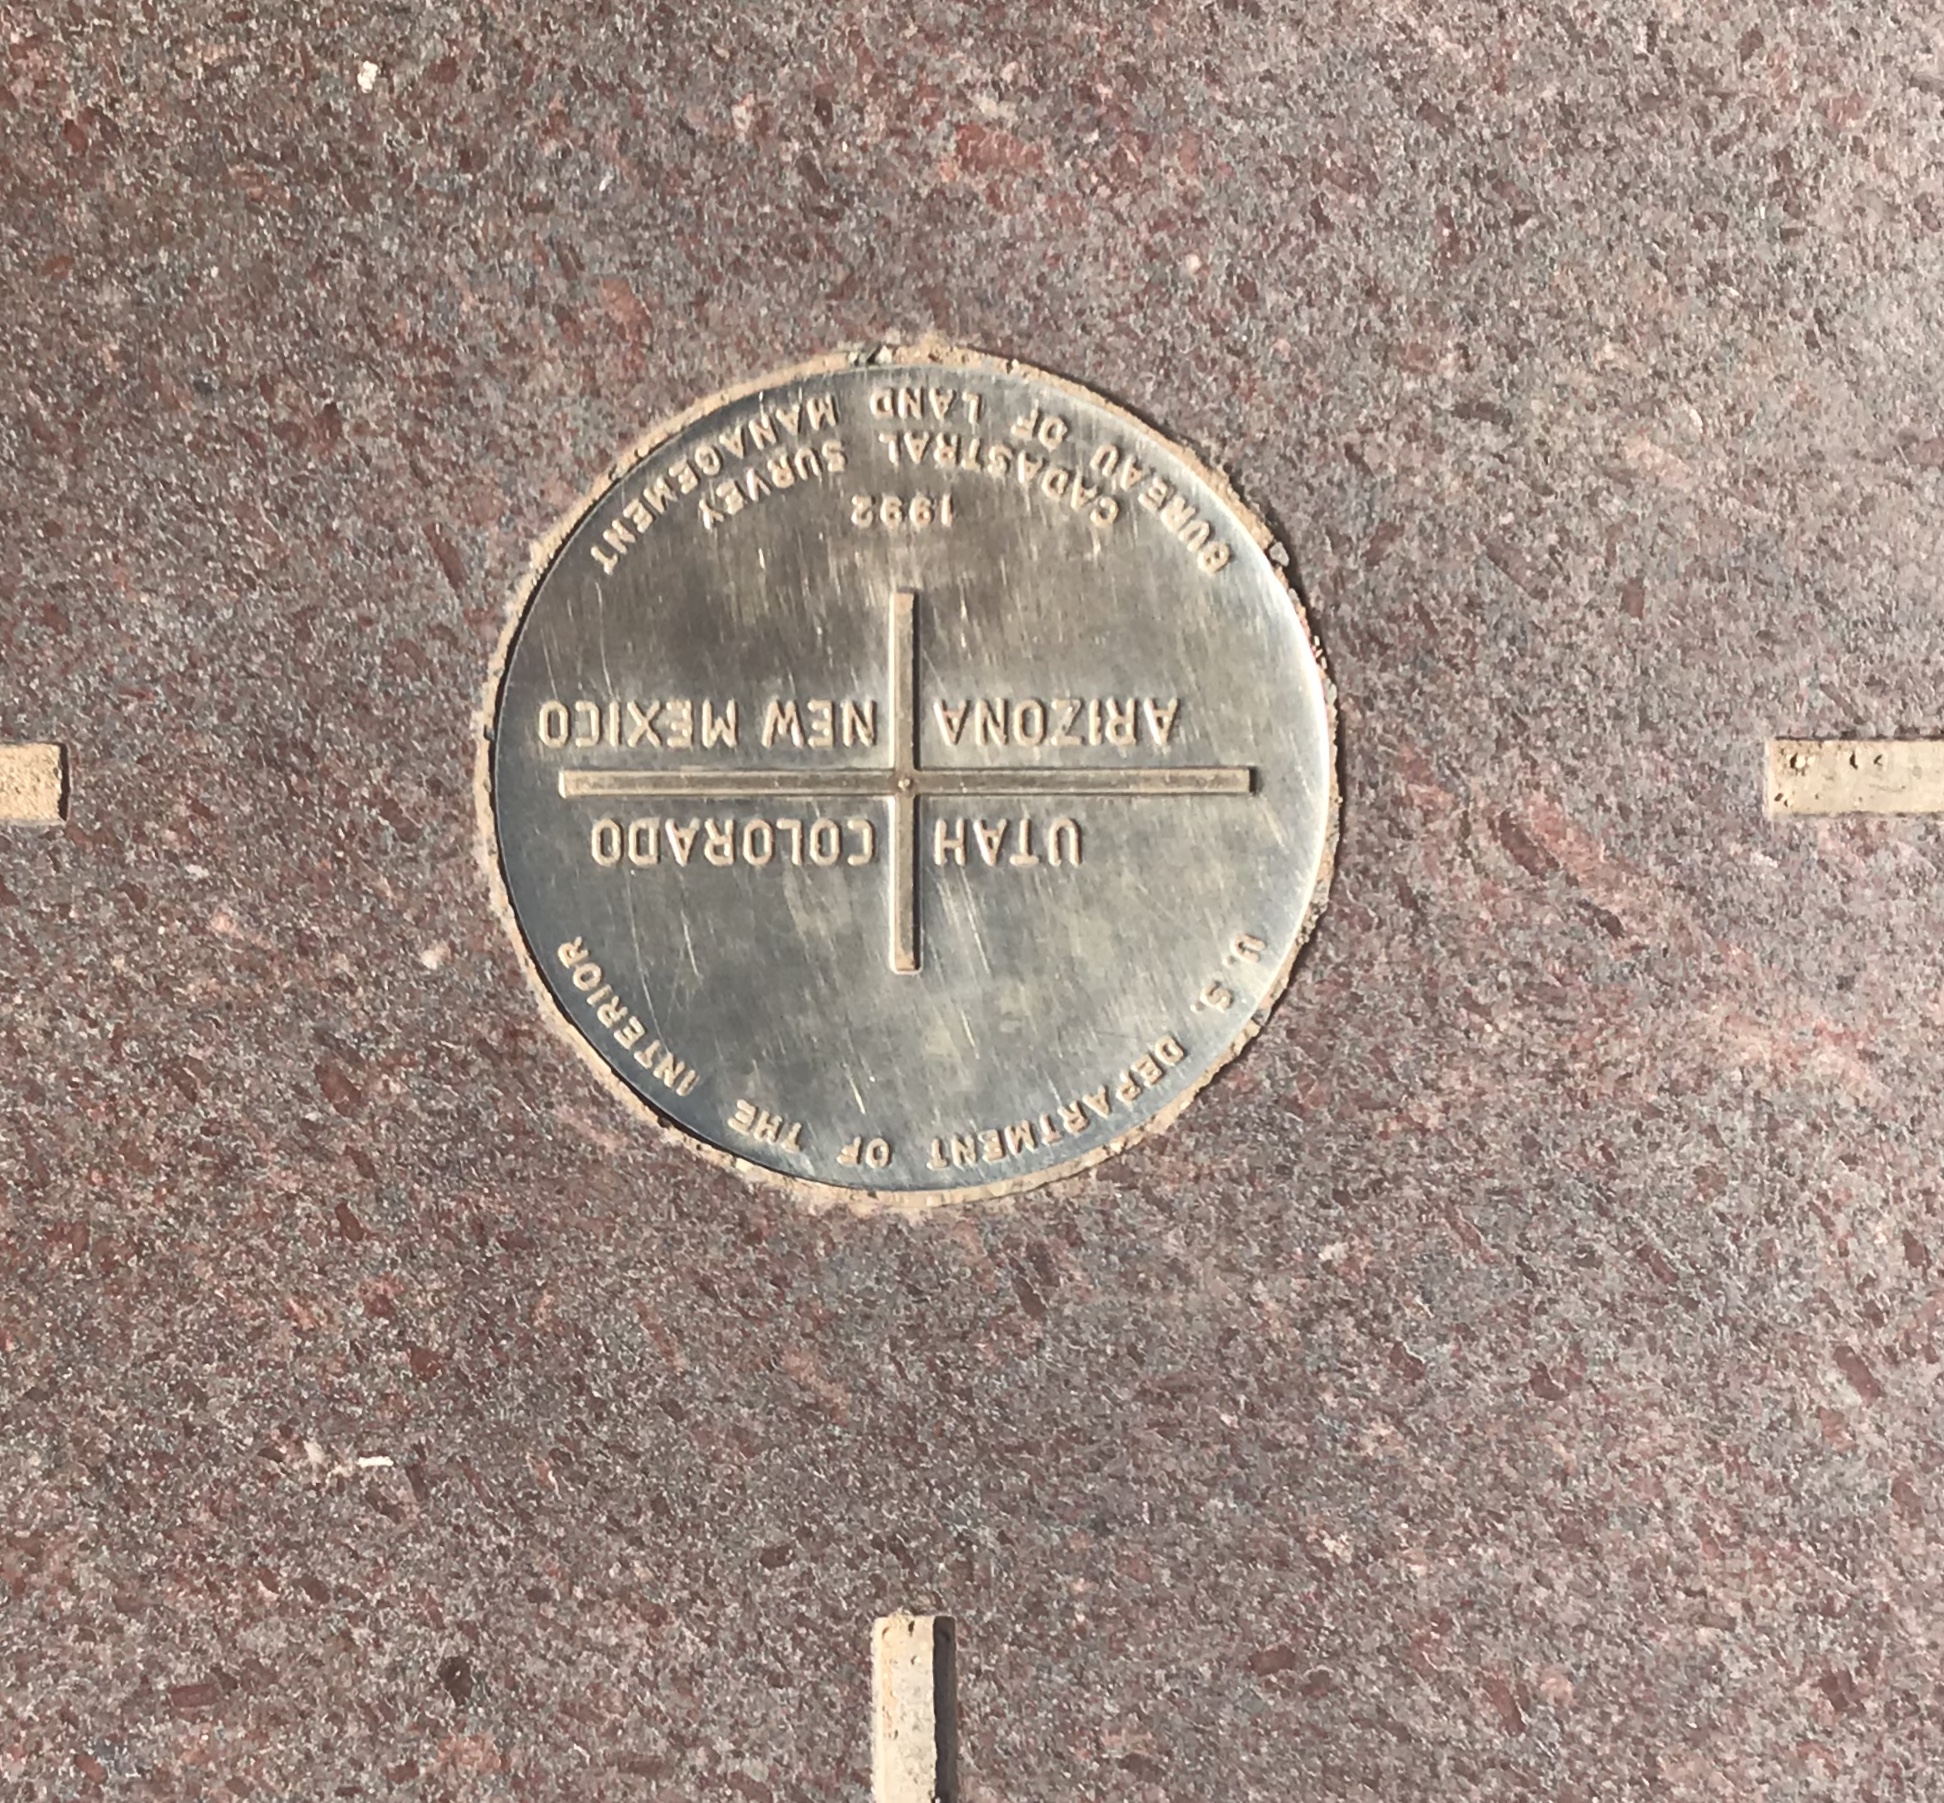 U. S. DEPARTMENT OF THE INTERIOR
UTAH COLORADO
ARIZONA NEW MEXICO
1992
CADASTRAL SURVEY
BUREAU OF LAND MANAGEMENT